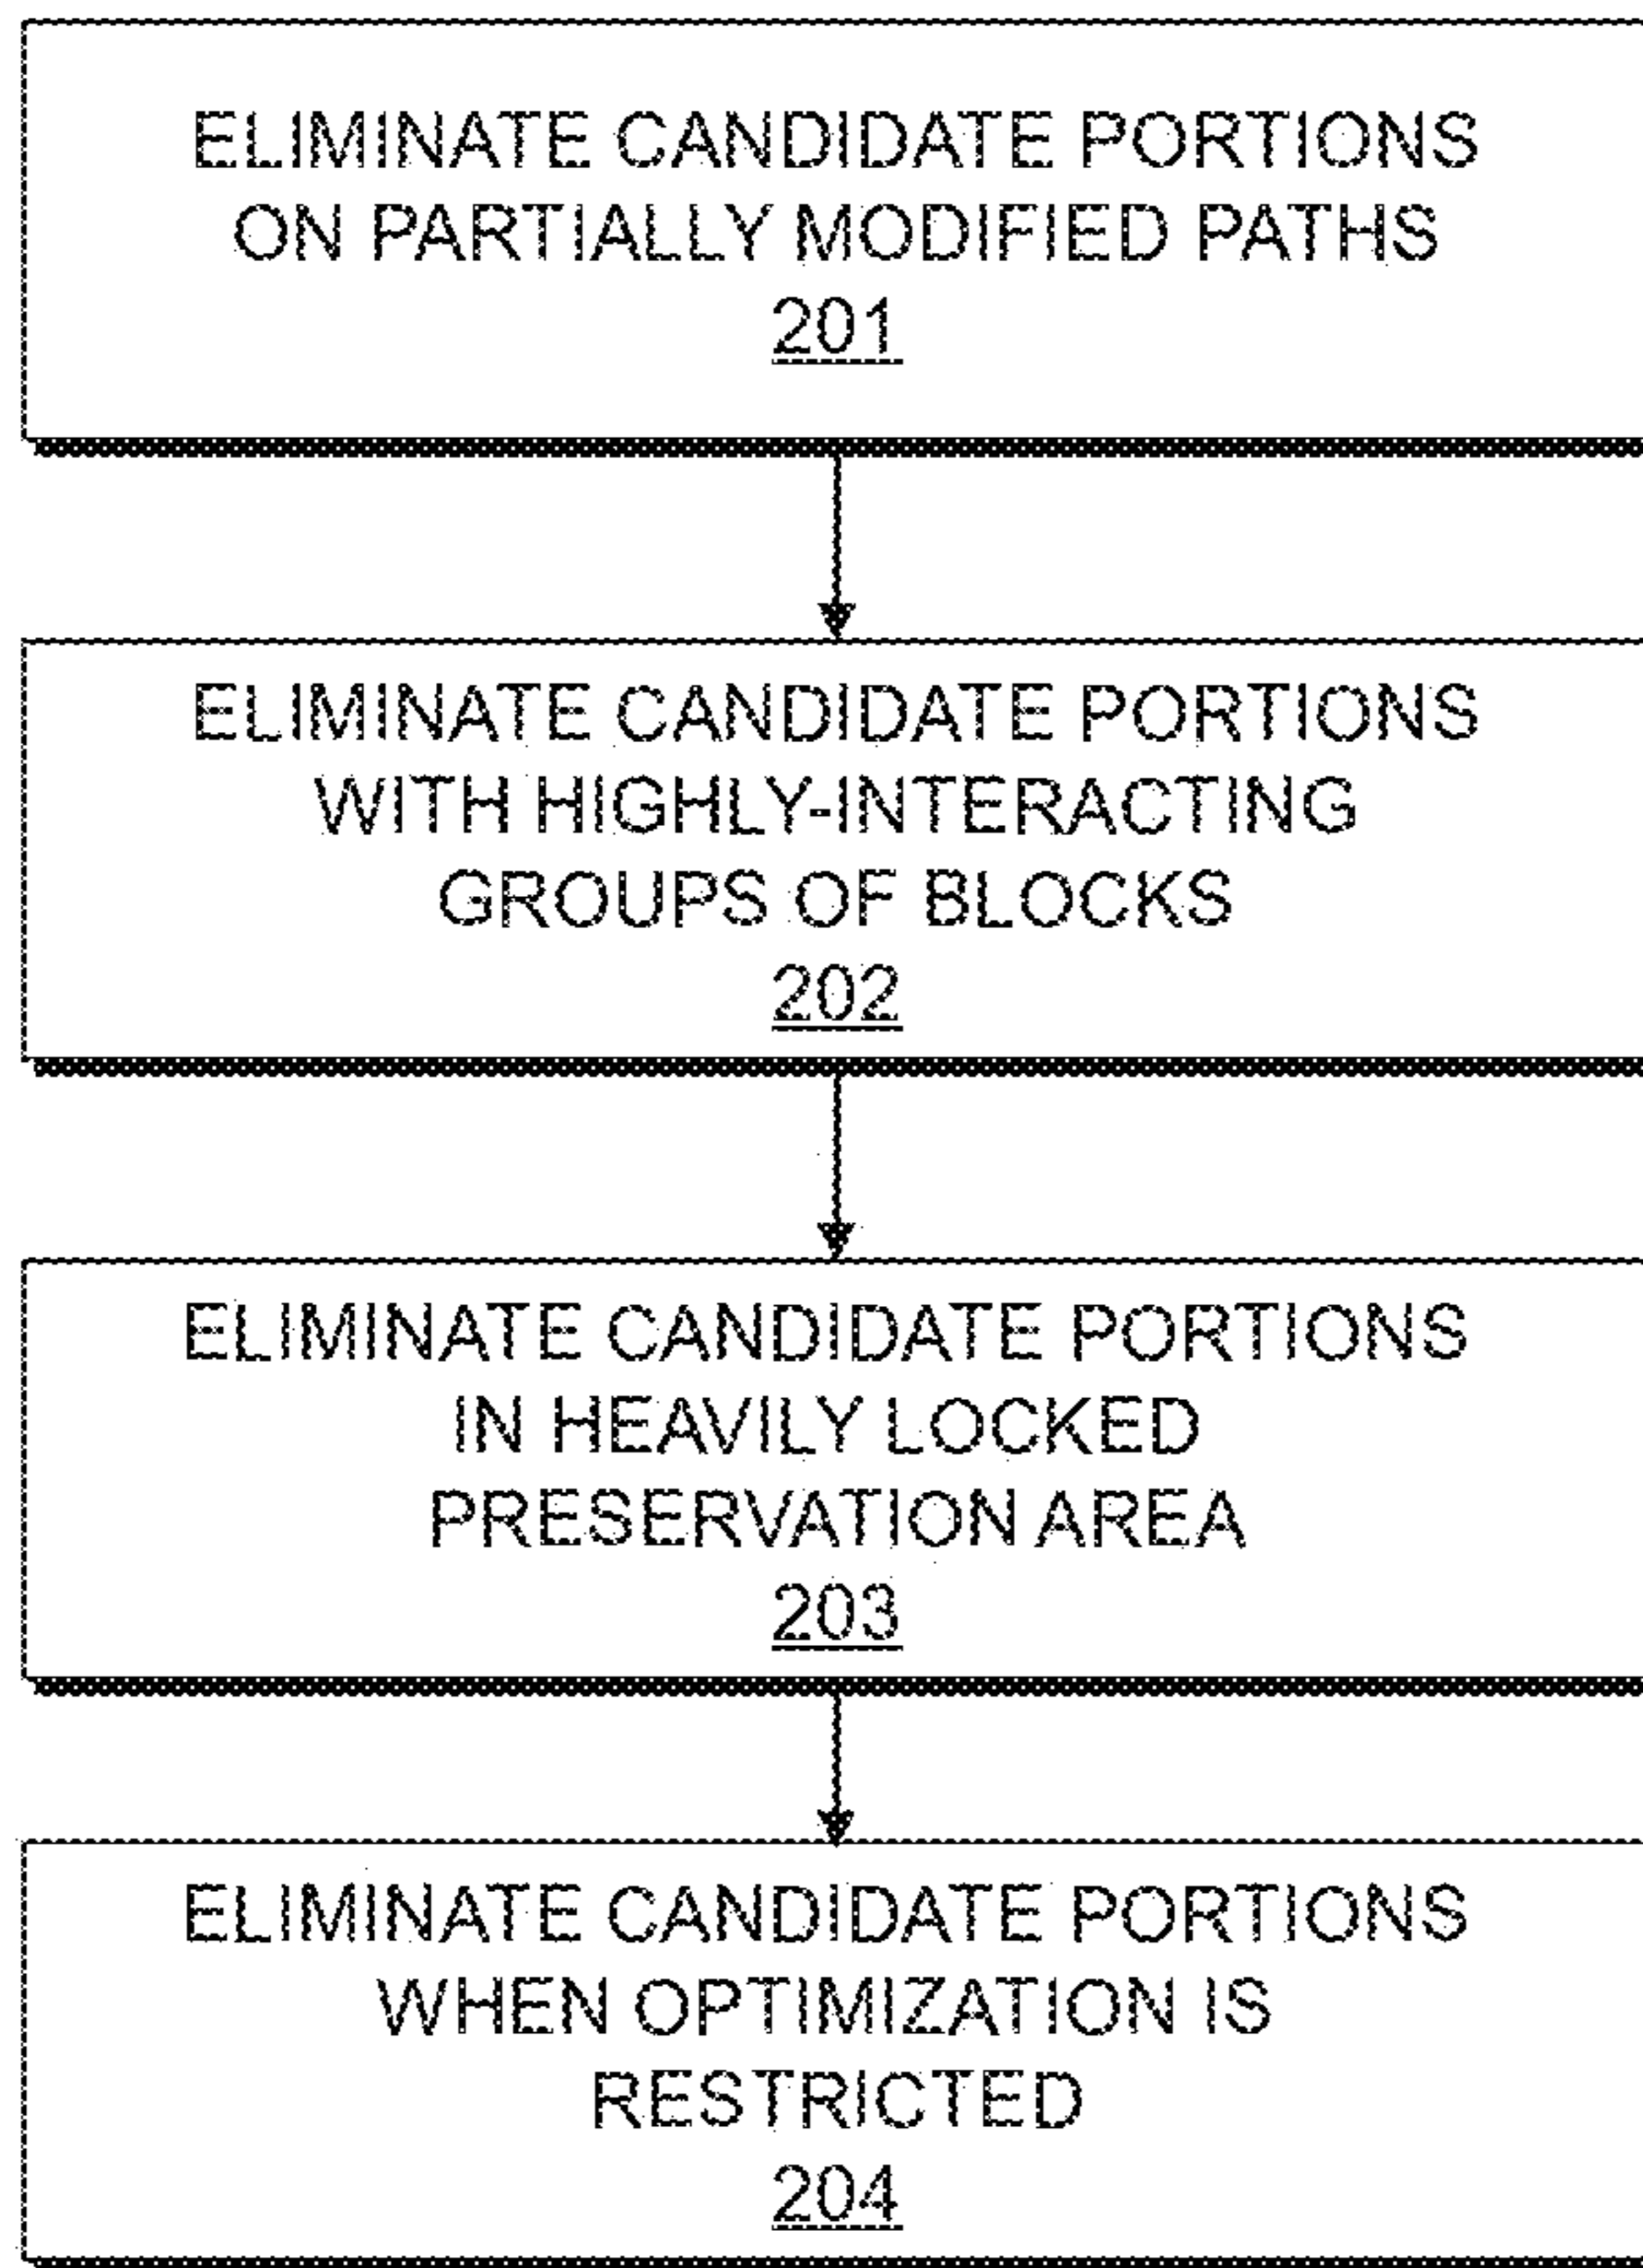 ELIMINATE CANDIDATE PORTIONS
ON PARTIALLY MODIFIED PATHS
201
ELIMINATE CANDIDATE PORTIONS
WITH HIGHLY-INTERACTING
GROUPS OF BLOCKS
202
ELIMINATE CANDIDATE PORTIONS
IN HEAVILY LOCKED
PRESERVATION AREA
203
ELIMINATE CANDIDATE PORTIONS
WHEN OPTIMIZATION IS
RESTRICTED
204